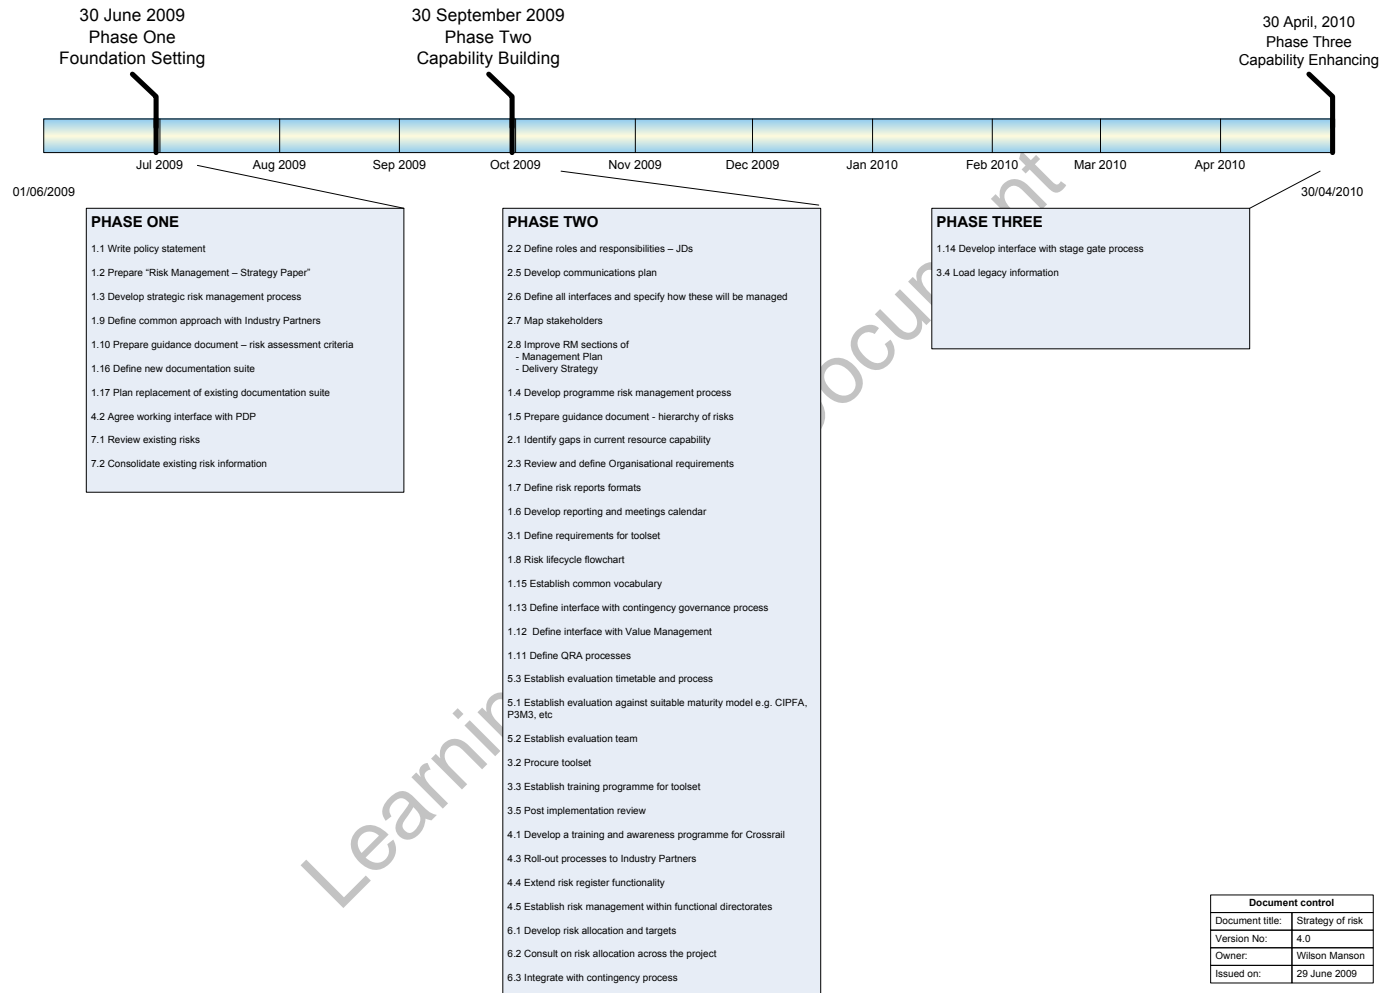 30 June 2009
Phase One
Foundation Setting
30 September 2009
Phase Two
Capability Building
30 April, 2010
Phase Three
Capability Enhancing
Jul 2009
Aug 2009
Sep 2009
Oct 2009
Nov 2009
Dec 2009
Jan 2010
Feb 2010
Mar 2010
Apr 2010
01/06/2009
30/04/2010
PHASE ONE
1.1 Write policy statement
1.2 Prepare “Risk Management – Strategy Paper”
1.3 Develop strategic risk management process
1.9 Define common approach with Industry Partners
1.10 Prepare guidance document – risk assessment criteria
1.16 Define new documentation suite
1.17 Plan replacement of existing documentation suite
4.2 Agree working interface with PDP
7.1 Review existing risks
7.2 Consolidate existing risk information
PHASE TWO
2.2 Define roles and responsibilities – JDs
2.5 Develop communications plan
2.6 Define all interfaces and specify how these will be managed
2.7 Map stakeholders
2.8 Improve RM sections of
- Management Plan
- Delivery Strategy
1.4 Develop programme risk management process
1.5 Prepare guidance document - hierarchy of risks
2.1 Identify gaps in current resource capability
2.3 Review and define Organisational requirements
1.7 Define risk reports formats
1.6 Develop reporting and meetings calendar
3.1 Define requirements for toolset
1.8 Risk lifecycle flowchart
1.15 Establish common vocabulary
1.13 Define interface with contingency governance process
1.12 Define interface with Value Management
1.11 Define QRA processes
5.3 Establish evaluation timetable and process
5.1 Establish evaluation against suitable maturity model e.g. CIPFA,
P3M3, etc
5.2 Establish evaluation team
3.2 Procure toolset
3.3 Establish training programme for toolset
3.5 Post implementation review
4.1 Develop a training and awareness programme for Crossrail
4.3 Roll-out processes to Industry Partners
4.4 Extend risk register functionality
4.5 Establish risk management within functional directorates
6.1 Develop risk allocation and targets
6.2 Consult on risk allocation across the project
6.3 Integrate with contingency process
PHASE THREE
1.14 Develop interface with stage gate process
3.4 Load legacy information
Document control
Document title: Strategy of risk
Version No: 4.0
Owner: Wilson Manson
Issued on: 29 June 2009